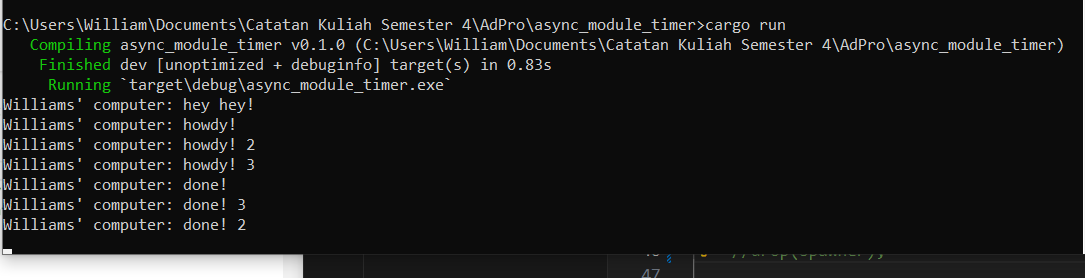 C:\Users\William\Documents\Catatan Kuliah Semester 4\AdPro\async_module_timer>cargo run
   Compiling async_module_timer v0.1.0 (C:\Users\William\Documents\Catatan Kuliah Semester 4\AdPro\async_module_timer)
    Finished dev [unoptimized + debuginfo] target(s) in 0.83s
     Running `target\debug\async_module_timer.exe`
Williams' computer: hey hey!
Williams' computer: howdy!
Williams' computer: howdy! 2
Williams' computer: howdy! 3
Williams' computer: done!
Williams' computer: done! 3
Williams' computer: done! 2
47